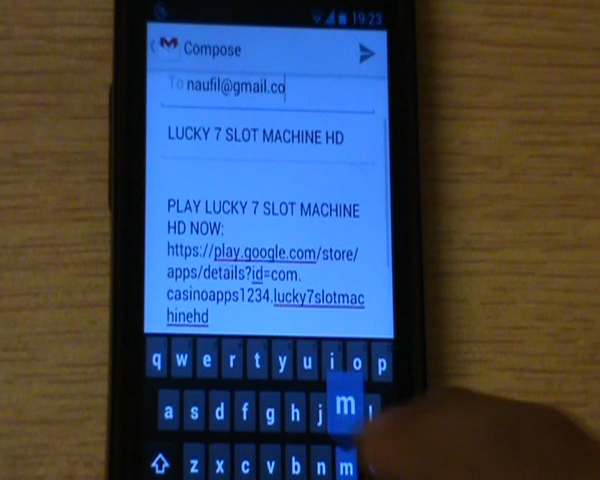 19:23
Compose
To naufil@gmail.co
LUCKY 7 SLOT MACHINE HD
PLAY LUCKY 7 SLOT MACHINE
HD NOW:
https://play.google.com/store/
apps/details?id=com.
casinoapps1234.lucky7slotmac
hinehd
q w e r t y u i o p
a s d f g h j m l
z x c v b n m